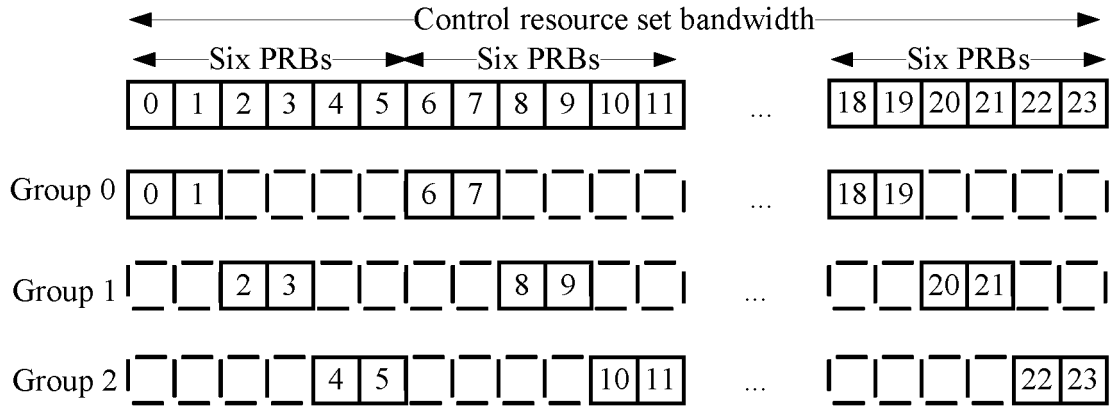 Control resource set bandwidth
Six PRBs Six PRBs Six PRBs
0 1 2 3 4 5 6 7 8 9 10 11 ... 18 19 20 21 22 23
Group 0 0 1 6 7 ... 18 19
Group 1 2 3 8 9 ... 20 21
Group 2 4 5 10 11 ... 22 23